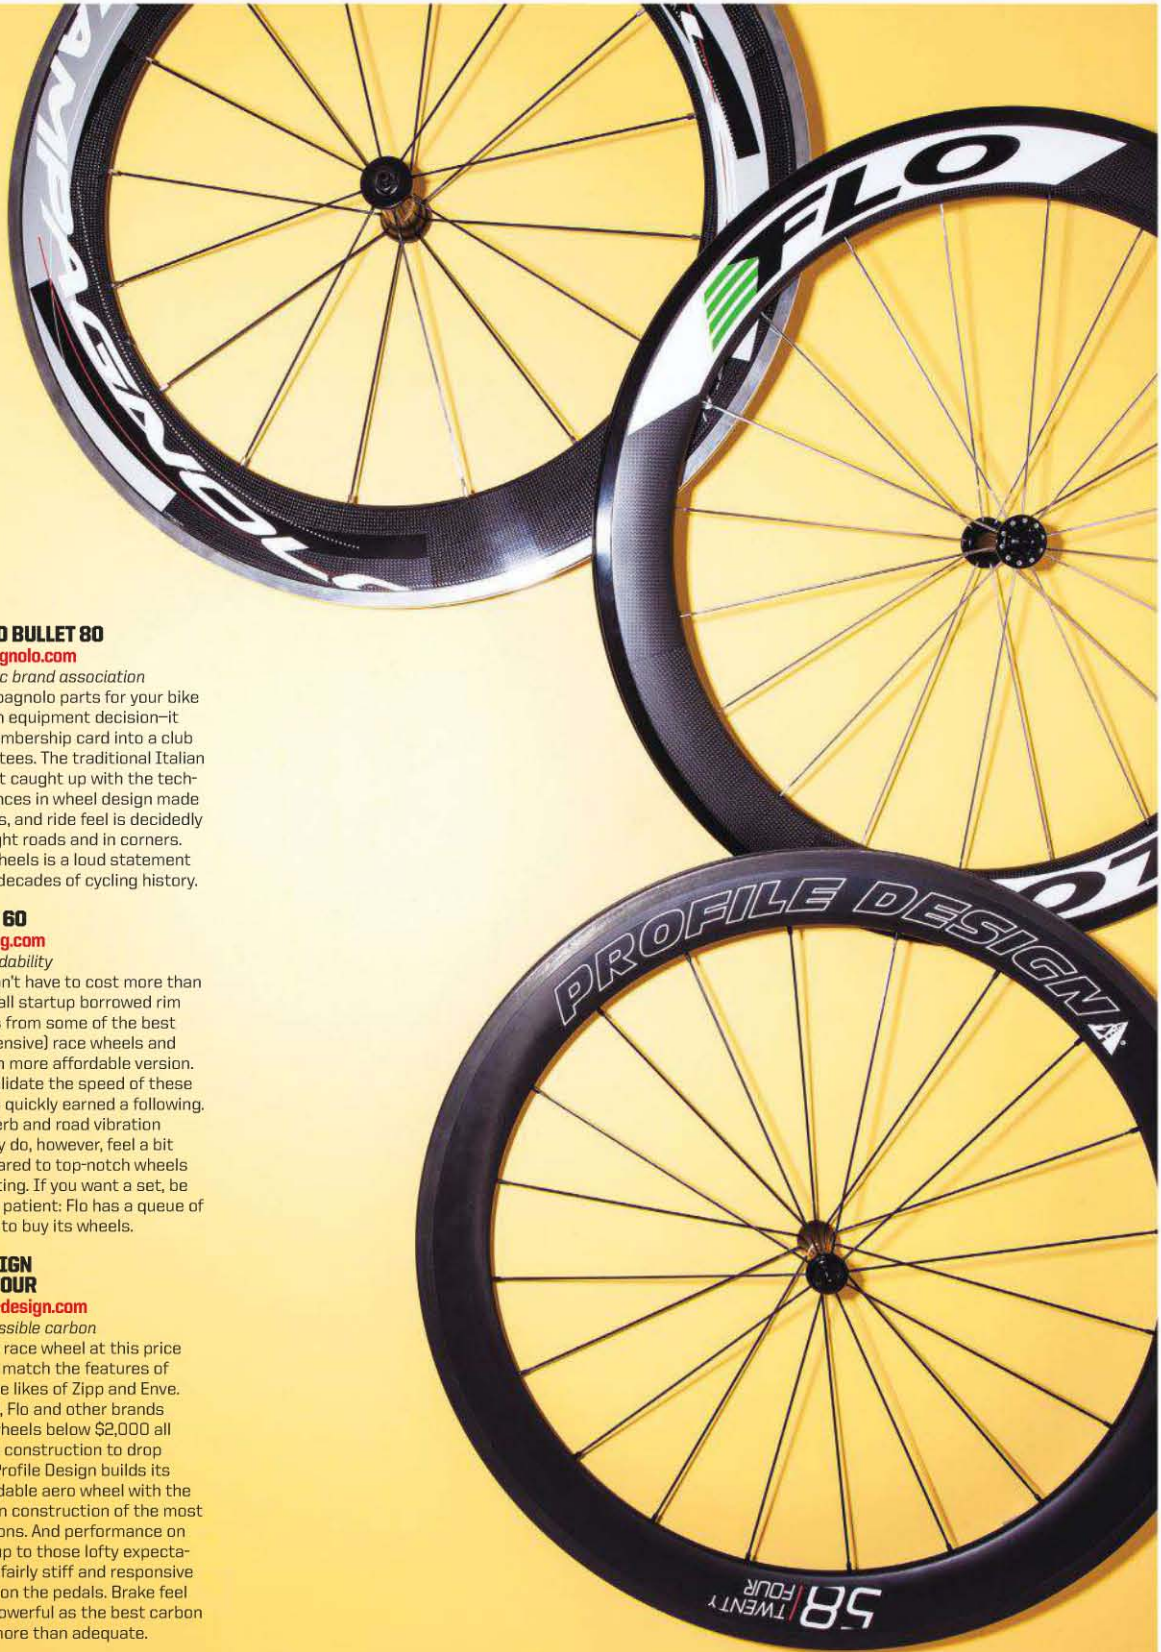 CAMPAGNOLO
FLO
FLO
O BULLET 80
gnolo.com
c brand association
pagnolo parts for your bike
n equipment decision—it
mbership card into a club
tees. The traditional Italian
t caught up with the tech-
nces in wheel design made
s, and ride feel is decidedly
ght roads and in corners.
heels is a loud statement
decades of cycling history.
60
g.com
dability
n't have to cost more than
all startup borrowed rim
s from some of the best
ensive) race wheels and
n more affordable version.
lidate the speed of these
quickly earned a following.
erb and road vibration
y do, however, feel a bit
ared to top-notch wheels
ting. If you want a set, be
patient: Flo has a queue of
to buy its wheels.
IGN
OUR
-design.com
ssible carbon
race wheel at this price
match the features of
e likes of Zipp and Enve.
, Flo and other brands
heels below $2,000 all
construction to drop
Profile Design builds its
dable aero wheel with the
n construction of the most
ons. And performance on
up to those lofty expecta-
fairly stiff and responsive
on the pedals. Brake feel
owerful as the best carbon
more than adequate.
PROFILE DESIGN
58 TWENTY
FOUR